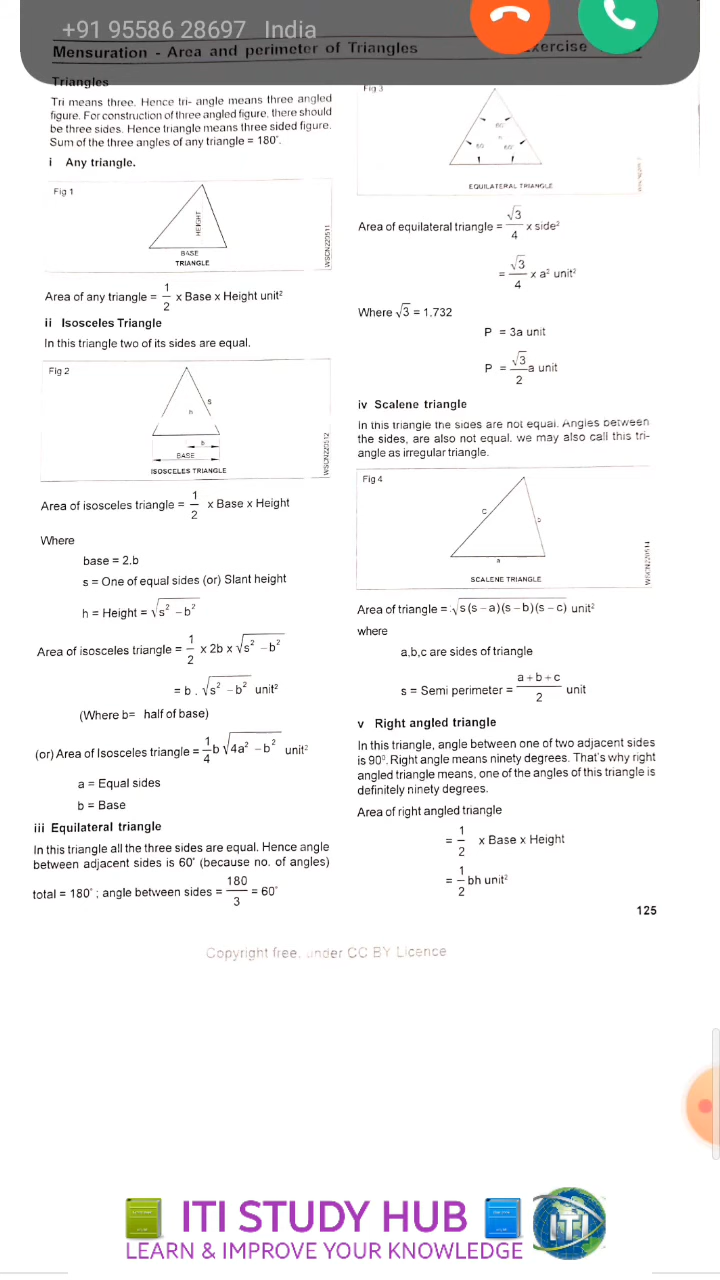 +91 95586 28697 India
Mensuration - Area and perimeter of Triangles
Exercise
Triangles
Tri means three. Hence tri- angle means three angled
figure. For construction of three angled figure, there should
be three sides. Hence triangle means three sided figure.
Sum of the three angles of any triangle = 180°.
i Any triangle.
Fig 1
HEIGHT
BASE
TRIANGLE
WSCN220511
Area of any triangle = 1/2 x Base x Height unit²
ii Isosceles Triangle
In this triangle two of its sides are equal.
Fig 2
s
h
b
BASE
ISOSCELES TRIANGLE
WSCN220512
Area of isosceles triangle = 1/2 x Base x Height
Where
base = 2.b
s = One of equal sides (or) Slant height
h = Height = √(s² - b²)
Area of isosceles triangle = 1/2 x 2b x √(s² - b²)
= b . √(s² - b²) unit²
(Where b= half of base)
(or) Area of Isosceles triangle = 1/4 b √(4a² - b²) unit²
a = Equal sides
b = Base
iii Equilateral triangle
In this triangle all the three sides are equal. Hence angle
between adjacent sides is 60° (because no. of angles)
total = 180° ; angle between sides = 180/3 = 60°
Fig 3
60°
60
60°
EQUILATERAL TRIANGLE
Area of equilateral triangle = √3/4 x side²
= √3/4 x a² unit²
Where √3 = 1.732
P = 3a unit
P = √3/2 a unit
iv Scalene triangle
In this triangle the sides are not equal. Angles between
the sides, are also not equal. we may also call this tri-
angle as irregular triangle.
Fig 4
c
b
a
SCALENE TRIANGLE
WSCN220514
Area of triangle = √(s(s-a)(s-b)(s-c)) unit²
where
a,b,c are sides of triangle
s = Semi perimeter = (a+b+c)/2 unit
v Right angled triangle
In this triangle, angle between one of two adjacent sides
is 90°. Right angle means ninety degrees. That's why right
angled triangle means, one of the angles of this triangle is
definitely ninety degrees.
Area of right angled triangle
= 1/2 x Base x Height
= 1/2 bh unit²
125
Copyright free. under CC BY Licence
ITI STUDY HUB
ITI
LEARN & IMPROVE YOUR KNOWLEDGE